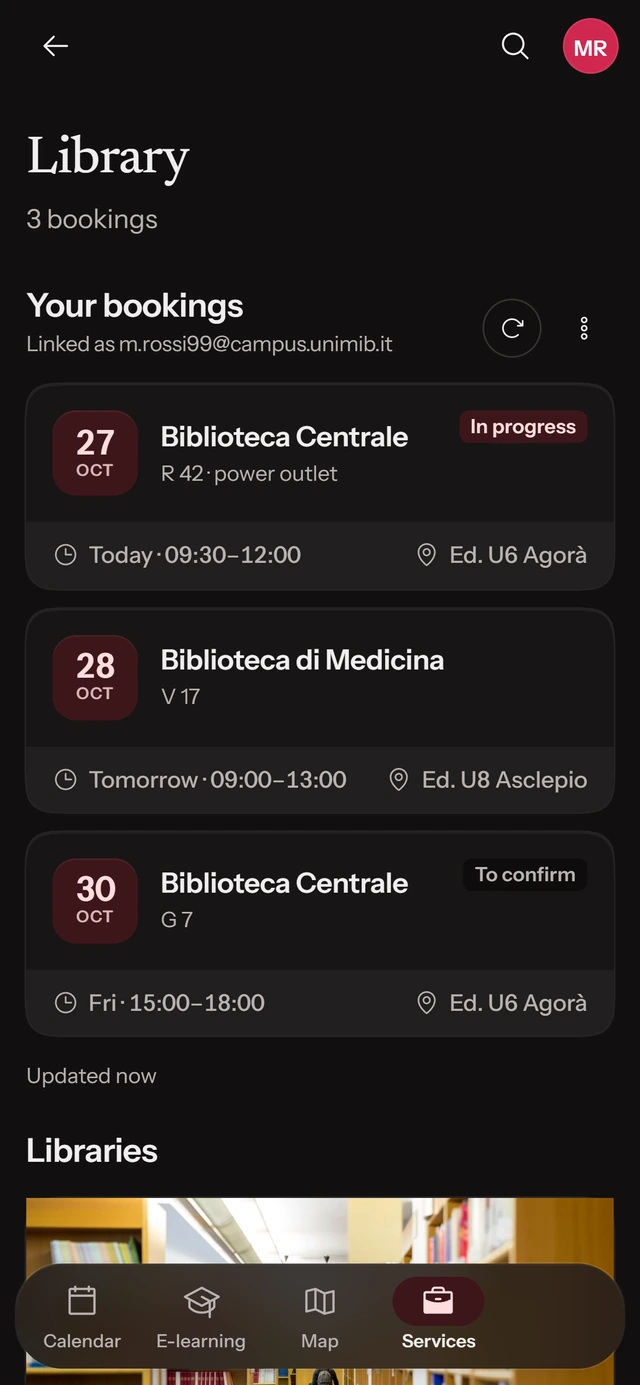 MR
Library
3 bookings
Your bookings
Linked as m.rossi99@campus.unimib.it
27
OCT
Biblioteca Centrale
In progress
R 42 · power outlet
Today · 09:30–12:00
Ed. U6 Agorà
28
OCT
Biblioteca di Medicina
V 17
Tomorrow · 09:00–13:00
Ed. U8 Asclepio
30
OCT
Biblioteca Centrale
To confirm
G 7
Fri · 15:00–18:00
Ed. U6 Agorà
Updated now
Libraries
Calendar
E-learning
Map
Services